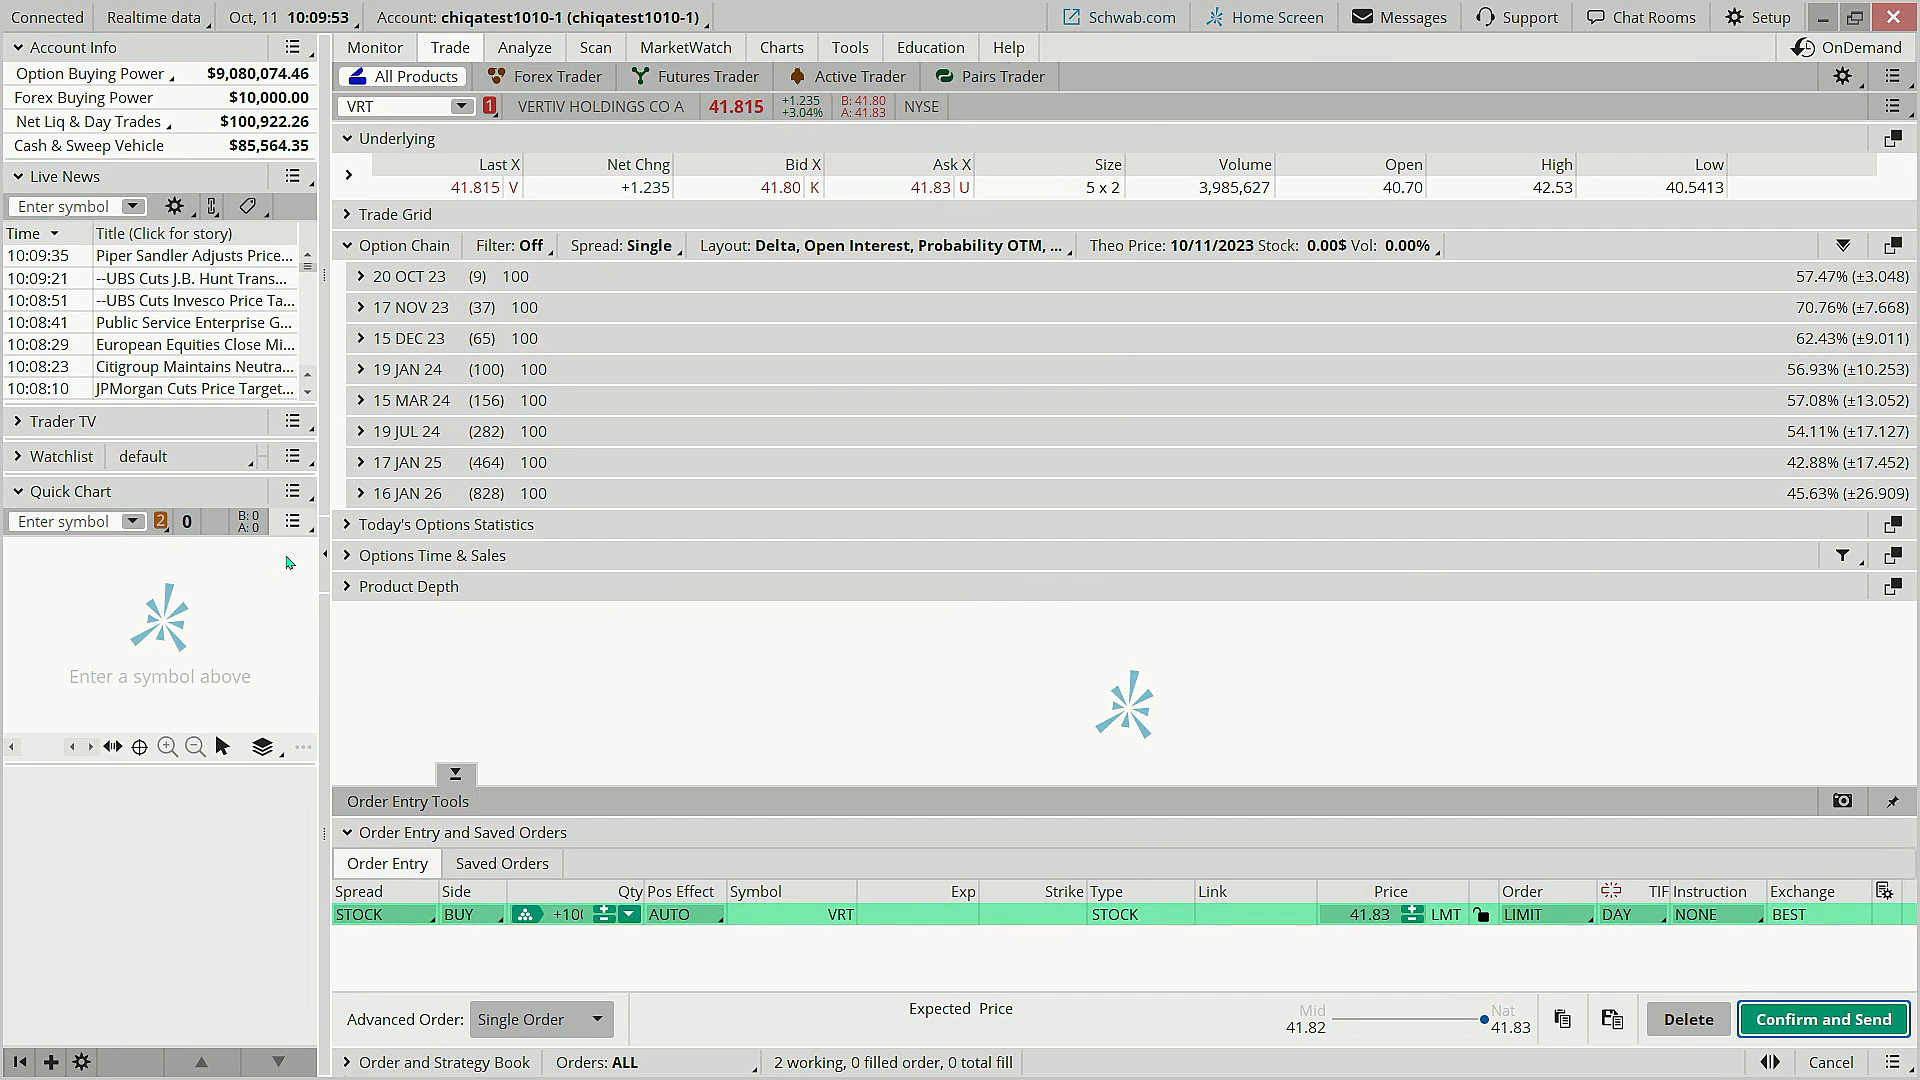 Connected Realtime data Oct, 11 10:09:53 Account: chiqatest1010-1 (chiqatest1010-1) Schwab.com Home Screen Messages Support Chat Rooms Setup
Account Info
Option Buying Power $9,080,074.46
Forex Buying Power $10,000.00
Net Liq & Day Trades $100,922.26
Cash & Sweep Vehicle $85,564.35
Live News
Enter symbol
Time Title (Click for story)
10:09:35 Piper Sandler Adjusts Price...
10:09:21 --UBS Cuts J.B. Hunt Trans...
10:08:51 --UBS Cuts Invesco Price Ta...
10:08:41 Public Service Enterprise G...
10:08:29 European Equities Close Mi...
10:08:23 Citigroup Maintains Neutra...
10:08:10 JPMorgan Cuts Price Target...
Trader TV
Watchlist default
Quick Chart
Enter symbol 2 0 B: 0
A: 0
Enter a symbol above
Monitor Trade Analyze Scan MarketWatch Charts Tools Education Help OnDemand
All Products Forex Trader Futures Trader Active Trader Pairs Trader
VRT 1 VERTIV HOLDINGS CO A 41.815 +1.235 B: 41.80 NYSE
+3.04% A: 41.83
Underlying
Last X Net Chng Bid X Ask X Size Volume Open High Low
41.815 V +1.235 41.80 K 41.83 U 5 x 2 3,985,627 40.70 42.53 40.5413
Trade Grid
Option Chain Filter: Off Spread: Single Layout: Delta, Open Interest, Probability OTM, ... Theo Price: 10/11/2023 Stock: 0.00$ Vol: 0.00%
20 OCT 23 (9) 100 57.47% (±3.048)
17 NOV 23 (37) 100 70.76% (±7.668)
15 DEC 23 (65) 100 62.43% (±9.011)
19 JAN 24 (100) 100 56.93% (±10.253)
15 MAR 24 (156) 100 57.08% (±13.052)
19 JUL 24 (282) 100 54.11% (±17.127)
17 JAN 25 (464) 100 42.88% (±17.452)
16 JAN 26 (828) 100 45.63% (±26.909)
Today's Options Statistics
Options Time & Sales
Product Depth
Order Entry Tools
Order Entry and Saved Orders
Order Entry Saved Orders
Spread Side Qty Pos Effect Symbol Exp Strike Type Link Price Order TIF Instruction Exchange
STOCK BUY +10( AUTO VRT STOCK 41.83 LMT LIMIT DAY NONE BEST
Advanced Order: Single Order Expected Price Mid 41.82 Nat 41.83 Delete Confirm and Send
Order and Strategy Book Orders: ALL 2 working, 0 filled order, 0 total fill Cancel